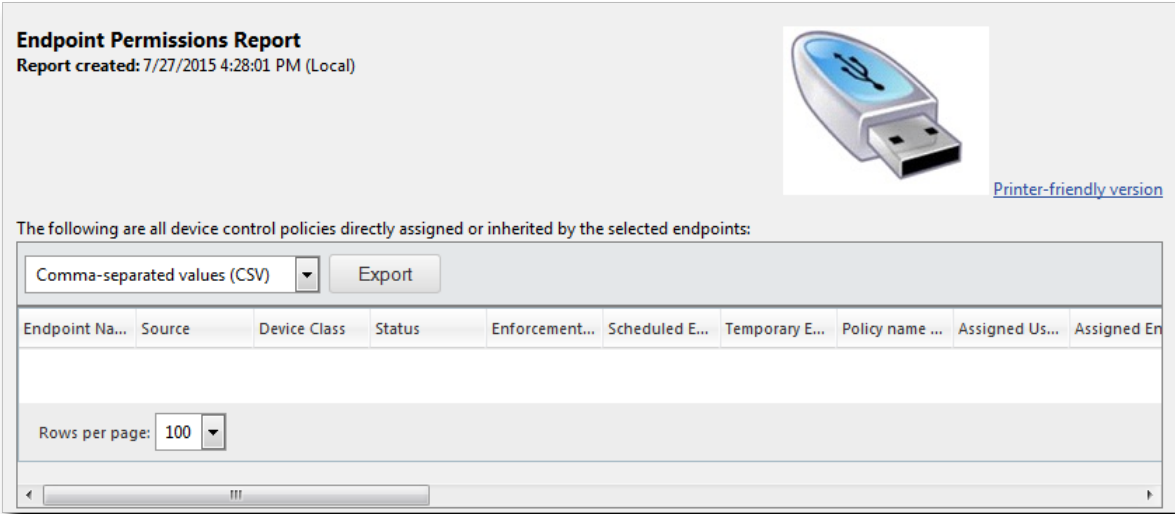 Endpoint Permissions Report
Report created: 7/27/2015 4:28:01 PM (Local)
Printer-friendly version
The following are all device control policies directly assigned or inherited by the selected endpoints:
Comma-separated values (CSV) Export
Endpoint Na... Source Device Class Status Enforcement... Scheduled E... Temporary E... Policy name ... Assigned Us... Assigned En
Rows per page: 100